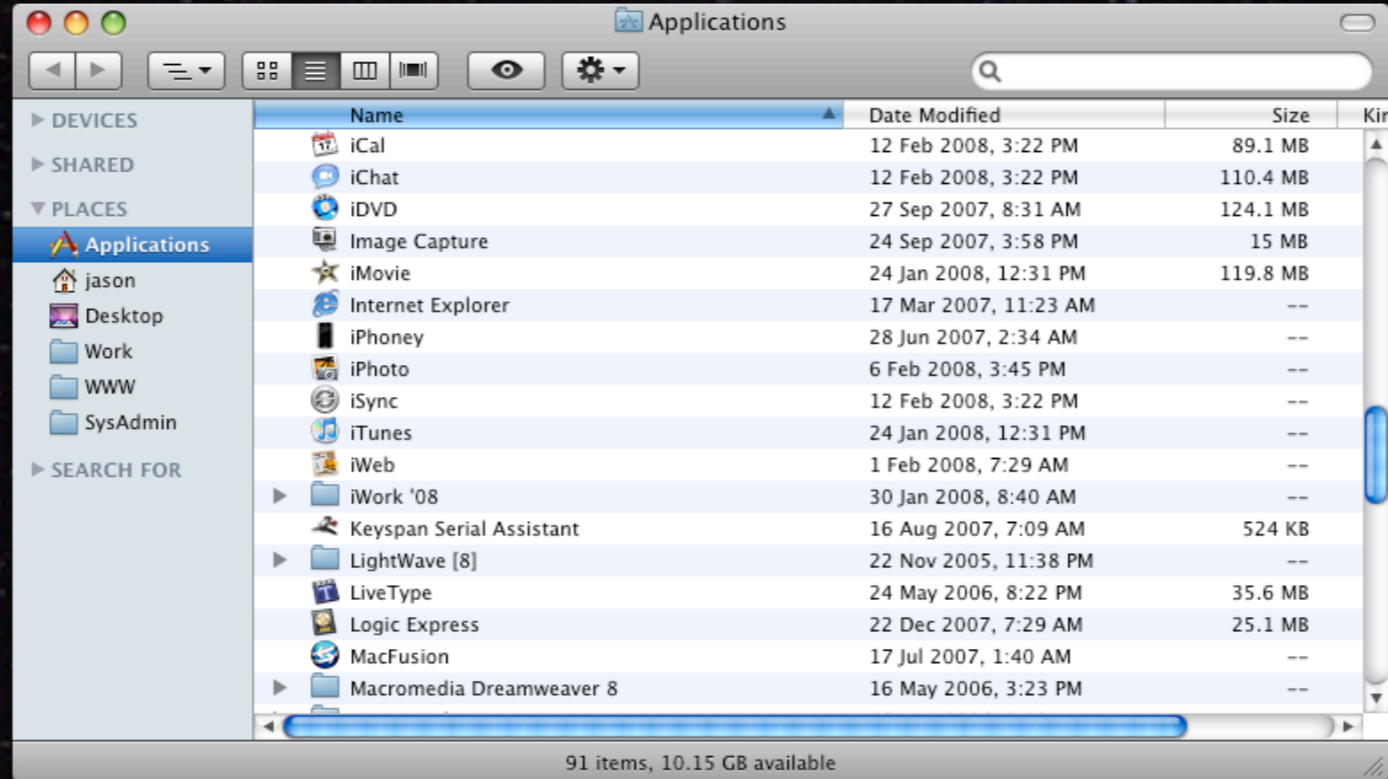 Applications
DEVICES
SHARED
PLACES
Applications
jason
Desktop
Work
WWW
SysAdmin
SEARCH FOR
Name Date Modified Size Kin
iCal 12 Feb 2008, 3:22 PM 89.1 MB
iChat 12 Feb 2008, 3:22 PM 110.4 MB
iDVD 27 Sep 2007, 8:31 AM 124.1 MB
Image Capture 24 Sep 2007, 3:58 PM 15 MB
iMovie 24 Jan 2008, 12:31 PM 119.8 MB
Internet Explorer 17 Mar 2007, 11:23 AM --
iPhoney 28 Jun 2007, 2:34 AM --
iPhoto 6 Feb 2008, 3:45 PM --
iSync 12 Feb 2008, 3:22 PM --
iTunes 24 Jan 2008, 12:31 PM --
iWeb 1 Feb 2008, 7:29 AM --
iWork '08 30 Jan 2008, 8:40 AM --
Keyspan Serial Assistant 16 Aug 2007, 7:09 AM 524 KB
LightWave [8] 22 Nov 2005, 11:38 PM --
LiveType 24 May 2006, 8:22 PM 35.6 MB
Logic Express 22 Dec 2007, 7:29 AM 25.1 MB
MacFusion 17 Jul 2007, 1:40 AM --
Macromedia Dreamweaver 8 16 May 2006, 3:23 PM --
91 items, 10.15 GB available